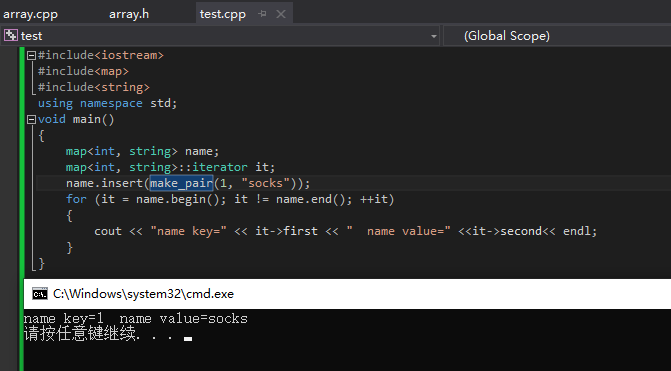 array.cpp array.h test.cpp
test (Global Scope)
#include<iostream>
#include<map>
#include<string>
using namespace std;
void main()
{
map<int, string> name;
map<int, string>::iterator it;
name.insert(make_pair(1, "socks"));
for (it = name.begin(); it != name.end(); ++it)
{
cout << "name key=" << it->first << "  name value=" <<it->second<< endl;
}
}
C:\Windows\system32\cmd.exe
name key=1  name value=socks
请按任意键继续. . .